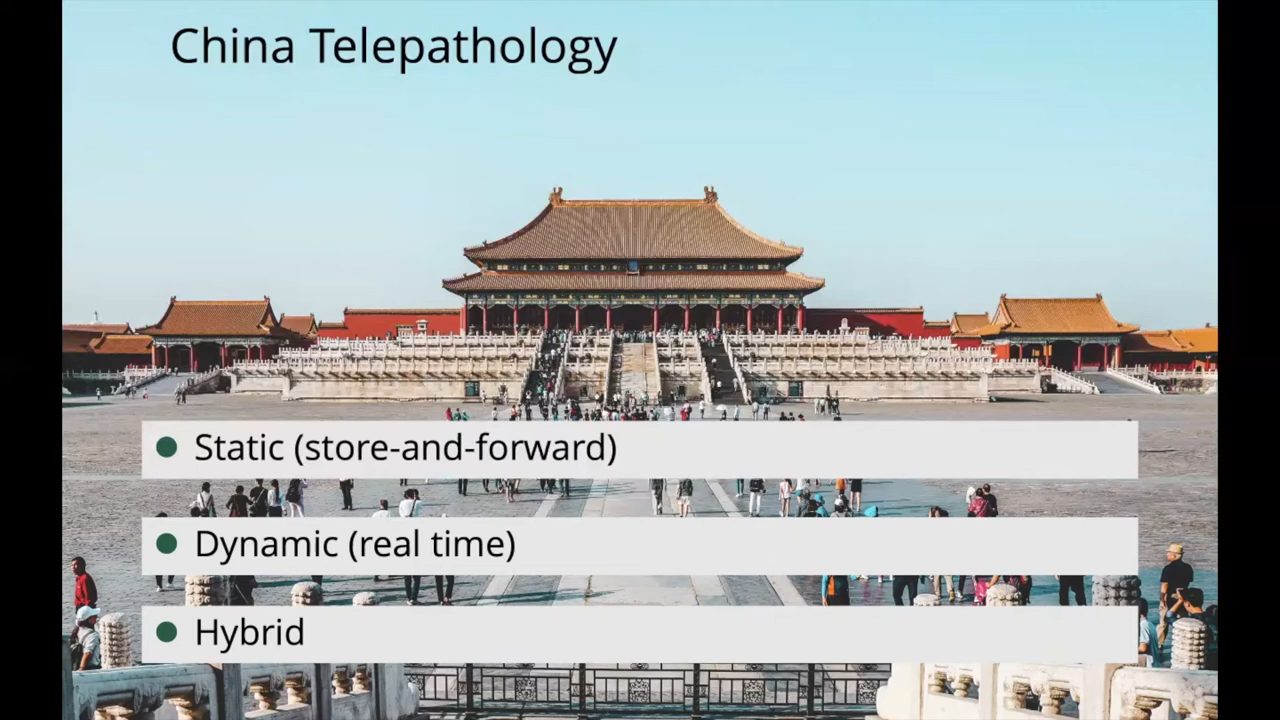 China Telepathology
Static (store-and-forward)
Dynamic (real time)
Hybrid